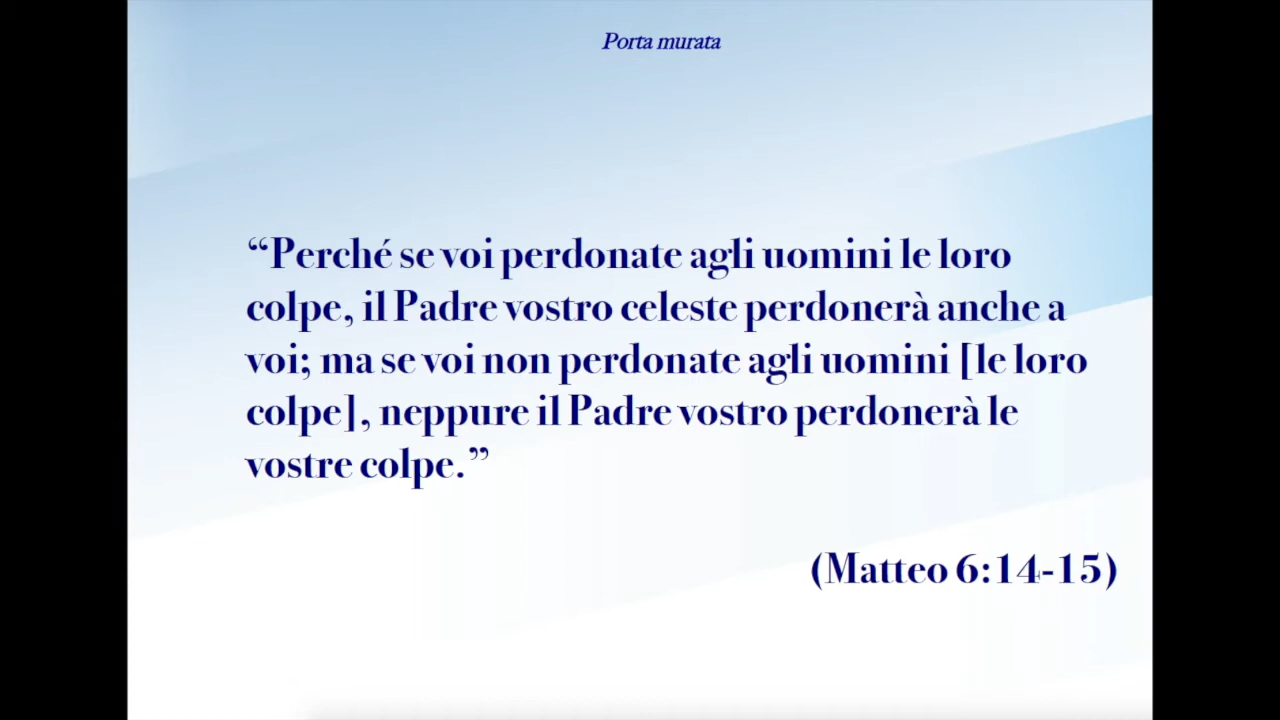 Porta murata
“Perché se voi perdonate agli uomini le loro
colpe, il Padre vostro celeste perdonerà anche a
voi; ma se voi non perdonate agli uomini [le loro
colpe], neppure il Padre vostro perdonerà le
vostre colpe.”
(Matteo 6:14-15)